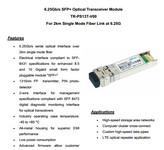 6.25Gb/s SFP+ Optical Transceiver Module
TR-PS13T-V00
For 2km Single Mode Fiber Link at 6.25G
Features
6.25Gb/s serial optical interface over
2km single mode fiber
Electrical interface compliant to SFF-
8431 specifications for enhanced 8.5
and 10 Gigabit small form factor
pluggable module "SFP+"
1310nm FP transmitter, PIN photo-
detector
2-wire interface for management
specifications compliant with SFF 8472
digital diagnostic monitoring interface
for optical transceivers
Industry operating case temperature:
-40 to +85 °C
All-metal housing for superior EMI
performance
Low power consumption
Advanced firmware allow customer
Applications
High-speed storage area networks
Computer cluster cross-connect
Custom high-speed data pipes
LTE optical repeater application